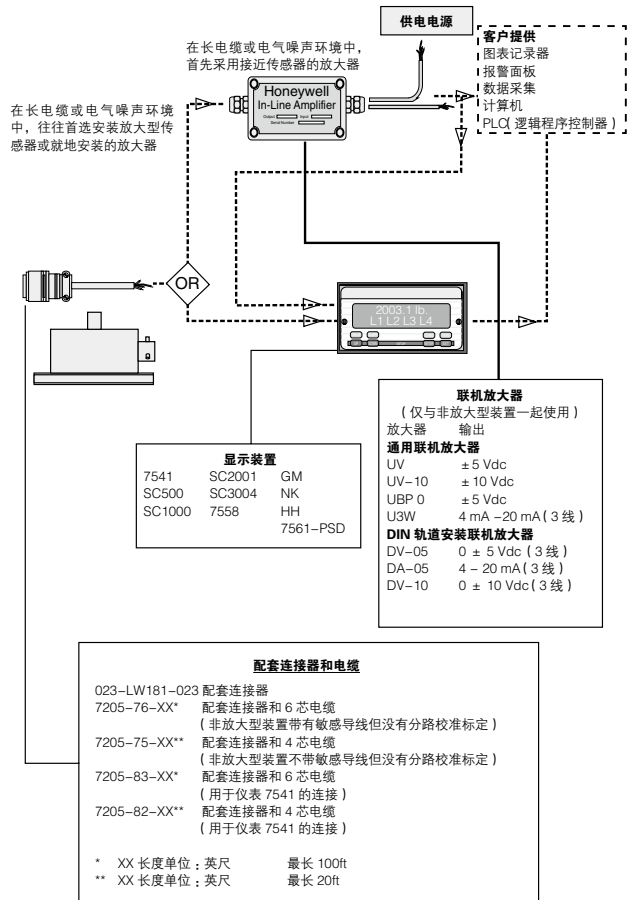 供电电源
客户提供
图表记录器
报警面板
数据采集
计算机
PLC(逻辑程序控制器)
在长电缆或电气噪声环境中，
首先采用接近传感器的放大器
Honeywell
In-Line Amplifier
Output Input
Serial Number
在长电缆或电气噪声环境
中，往往首选安装放大型传
感器或就地安装的放大器
OR
2003.1 lb.
L1 L2 L3 L4
显示装置
7541 SC2001 GM
SC500 SC3004 NK
SC1000 7558 HH
7561-PSD
联机放大器
(仅与非放大型装置一起使用)
放大器 输出
通用联机放大器
UV ±5 Vdc
UV-10 ±10 Vdc
UBP 0 ±5 Vdc
U3W 4 mA -20 mA(3 线)
DIN 轨道安装联机放大器
DV-05 0 ± 5 Vdc (3 线)
DA-05 4 - 20 mA(3 线)
DV-10 0 ± 10 Vdc(3 线)
配套连接器和电缆
023-LW181-023 配套连接器
7205-76-XX* 配套连接器和 6 芯电缆
(非放大型装置带有敏感导线但没有分路校准标定)
7205-75-XX** 配套连接器和 4 芯电缆
(非放大型装置不带敏感导线但没有分路校准标定)
7205-83-XX* 配套连接器和 6 芯电缆
(用于仪表 7541 的连接)
7205-82-XX** 配套连接器和 4 芯电缆
(用于仪表 7541 的连接)
* XX 长度单位：英尺 最长 100ft
** XX 长度单位：英尺 最长 20ft